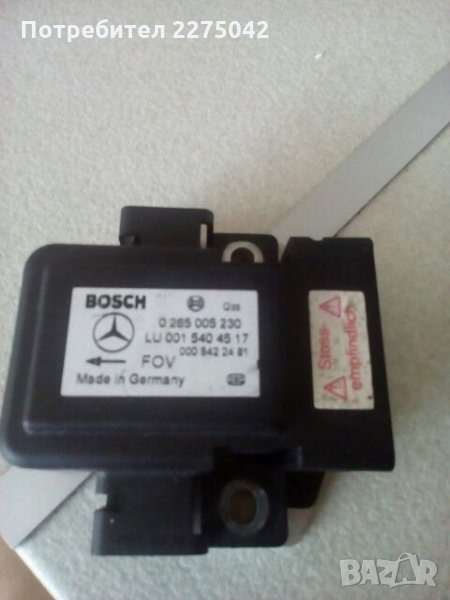 Потребител 2275042
BOSCH
0 265 005 230
LU 001 540 45 17
000 542 24 81
FOV
Made in Germany
Stoss-
empfindlich
BAZAR